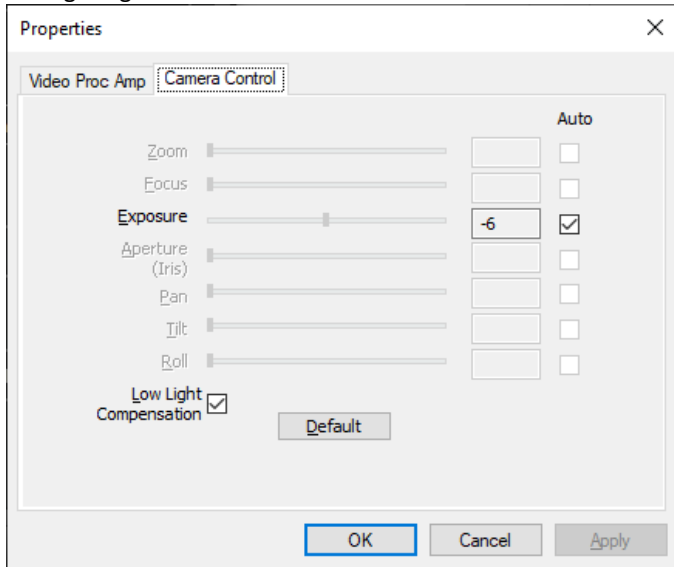 Properties
Video Proc Amp Camera Control
Auto
Zoom
Focus
Exposure -6
Aperture
(Iris)
Pan
Tilt
Roll
Low Light
Compensation
Default
OK Cancel Apply